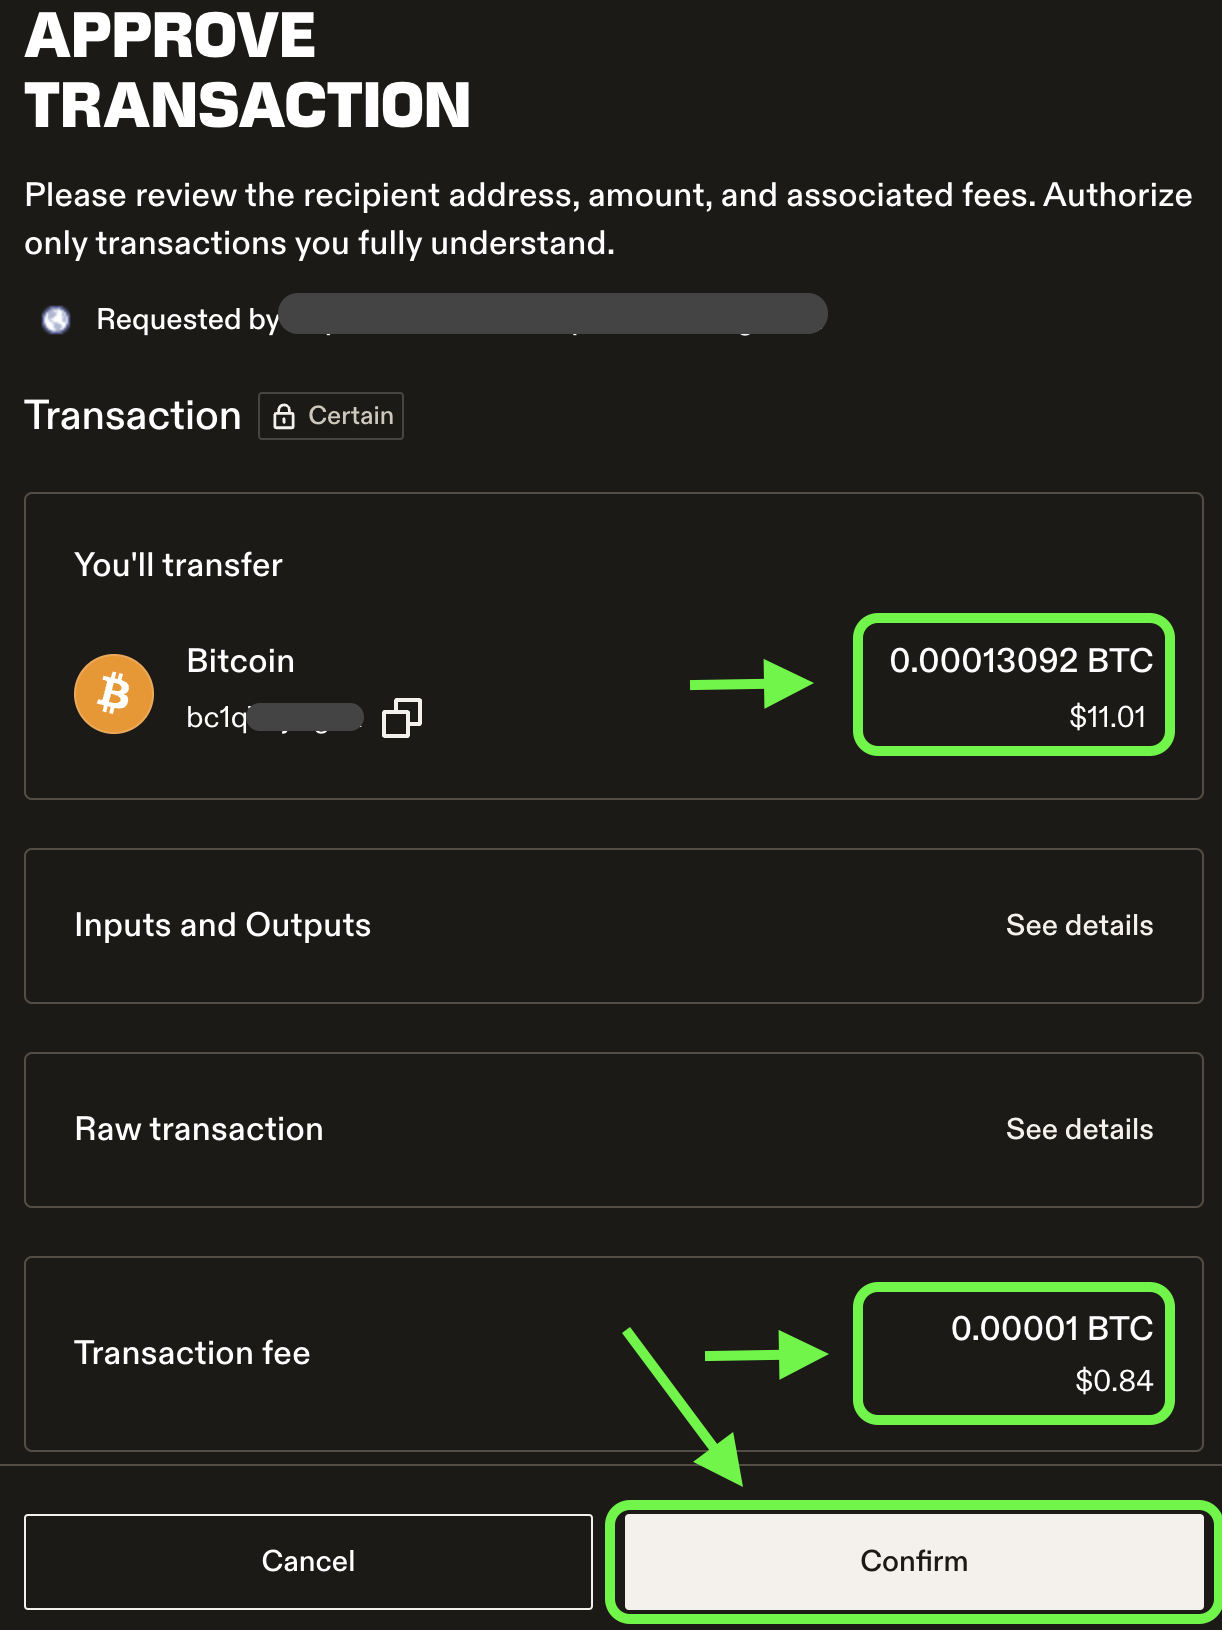 APPROVE
TRANSACTION
Please review the recipient address, amount, and associated fees. Authorize
only transactions you fully understand.
Requested by
Transaction
Certain
You'll transfer
Bitcoin
0.00013092 BTC
bc1q
$11.01
Inputs and Outputs
See details
Raw transaction
See details
Transaction fee
0.00001 BTC
$0.84
Cancel
Confirm